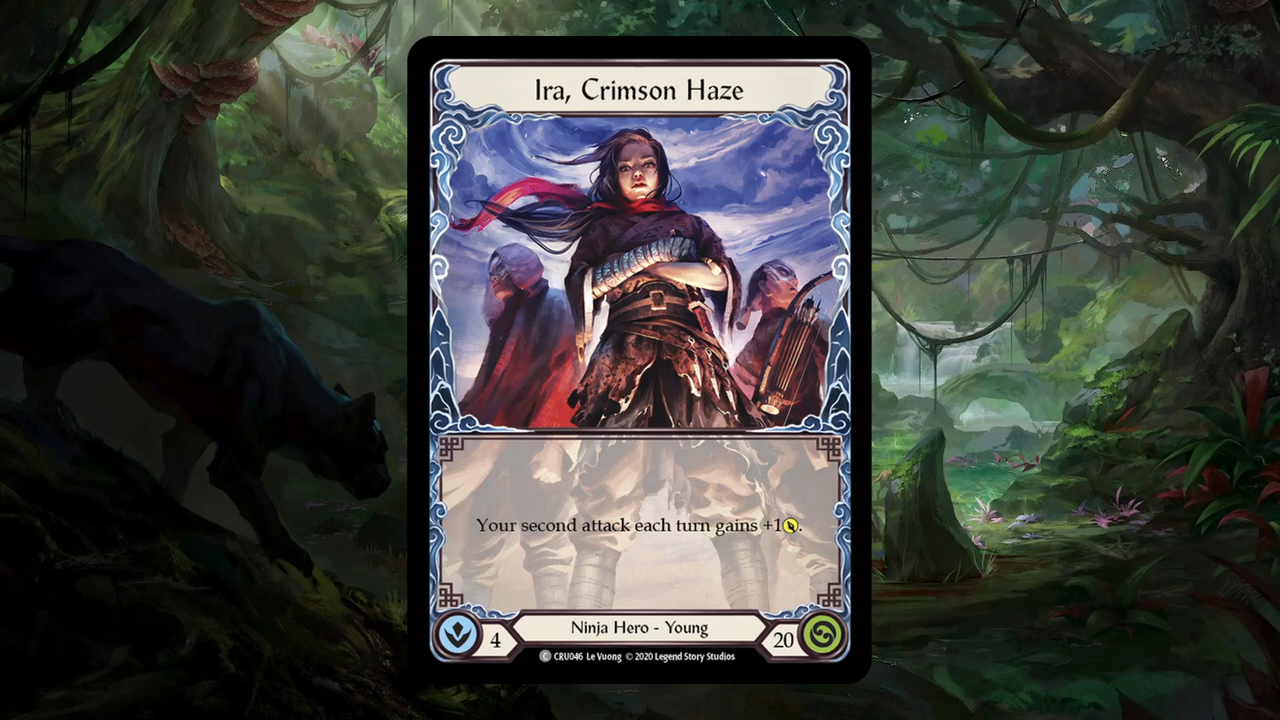 Ira, Crimson Haze
Your second attack each turn gains +1.
Ninja Hero - Young
4
20
C CRU046 Le Vuong © 2020 Legend Story Studios